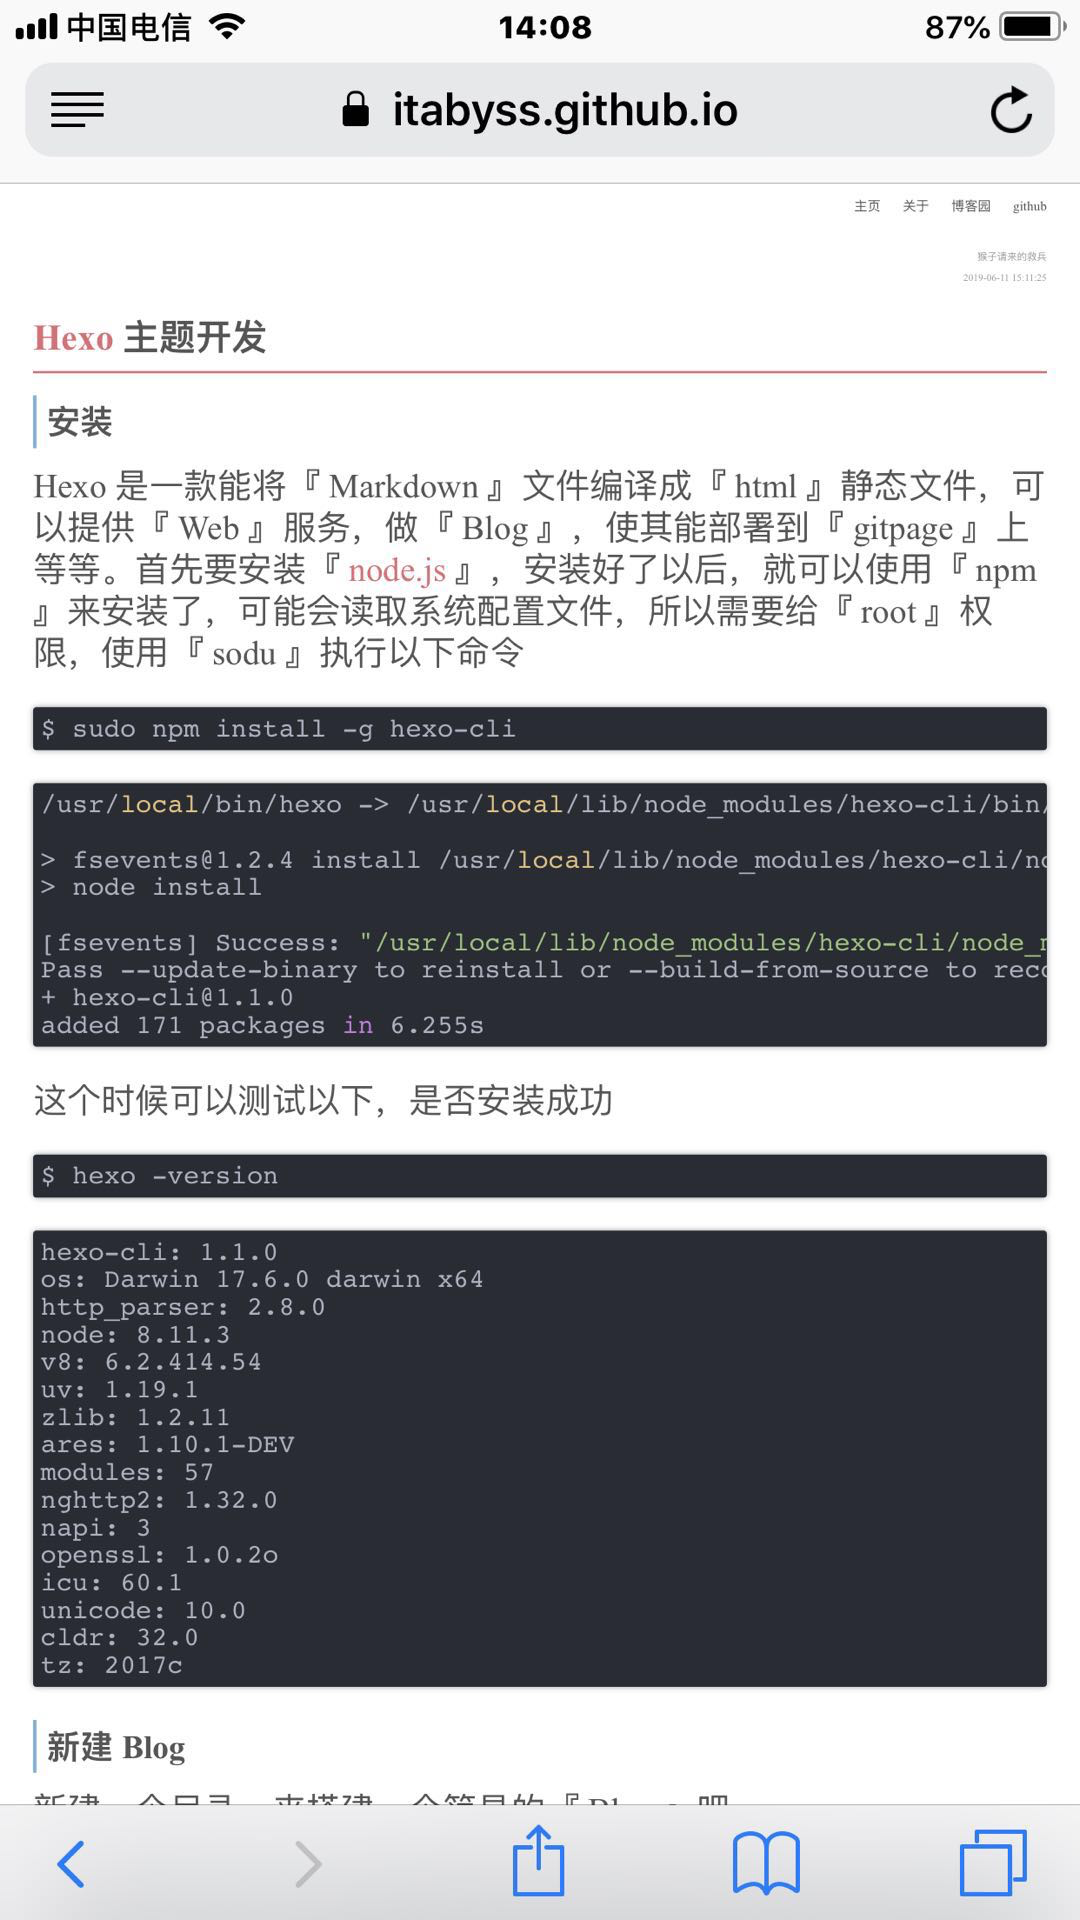 中国电信
14:08
87%
itabyss.github.io
主页 关于 博客园 github
猴子请来的救兵
2019-06-11 15:11:25
Hexo 主题开发
安装
Hexo 是一款能将『 Markdown 』文件编译成『 html 』静态文件，可
以提供『 Web 』服务，做『 Blog 』，使其能部署到『 gitpage 』上
等等。首先要安装『 node.js 』，安装好了以后，就可以使用『 npm
』来安装了，可能会读取系统配置文件，所以需要给『 root 』权
限，使用『 sodu 』执行以下命令
$ sudo npm install -g hexo-cli
/usr/local/bin/hexo -> /usr/local/lib/node_modules/hexo-cli/bin/
> fsevents@1.2.4 install /usr/local/lib/node_modules/hexo-cli/no
> node install
[fsevents] Success: "/usr/local/lib/node_modules/hexo-cli/node_
Pass --update-binary to reinstall or --build-from-source to reco
+ hexo-cli@1.1.0
added 171 packages in 6.255s
这个时候可以测试以下，是否安装成功
$ hexo -version
hexo-cli: 1.1.0
os: Darwin 17.6.0 darwin x64
http_parser: 2.8.0
node: 8.11.3
v8: 6.2.414.54
uv: 1.19.1
zlib: 1.2.11
ares: 1.10.1-DEV
modules: 57
nghttp2: 1.32.0
napi: 3
openssl: 1.0.2o
icu: 60.1
unicode: 10.0
cldr: 32.0
tz: 2017c
新建 Blog